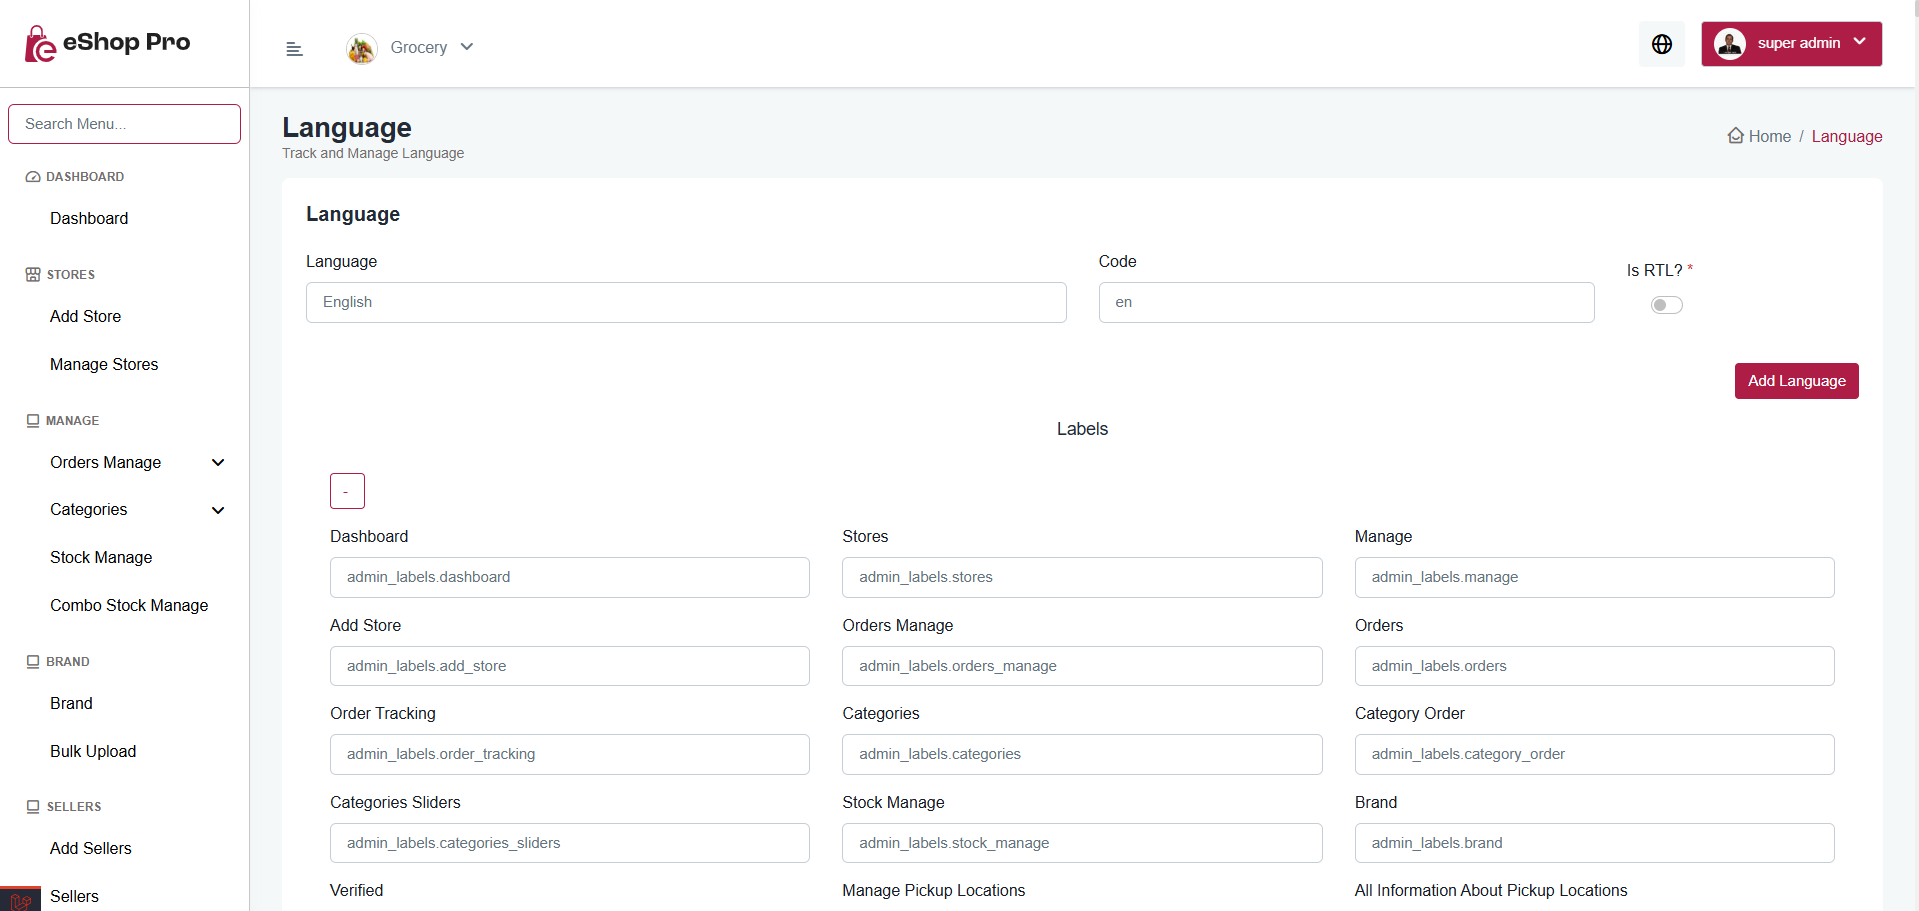 eShop Pro
Grocery
super admin
Search Menu...
DASHBOARD
Dashboard
STORES
Add Store
Manage Stores
MANAGE
Orders Manage
Categories
Stock Manage
Combo Stock Manage
BRAND
Brand
Bulk Upload
SELLERS
Add Sellers
Sellers
Language
Track and Manage Language
Home / Language
Language
Language Code Is RTL? *
English en
Add Language
Labels
-
Dashboard Stores Manage
admin_labels.dashboard admin_labels.stores admin_labels.manage
Add Store Orders Manage Orders
admin_labels.add_store admin_labels.orders_manage admin_labels.orders
Order Tracking Categories Category Order
admin_labels.order_tracking admin_labels.categories admin_labels.category_order
Categories Sliders Stock Manage Brand
admin_labels.categories_sliders admin_labels.stock_manage admin_labels.brand
Verified Manage Pickup Locations All Information About Pickup Locations